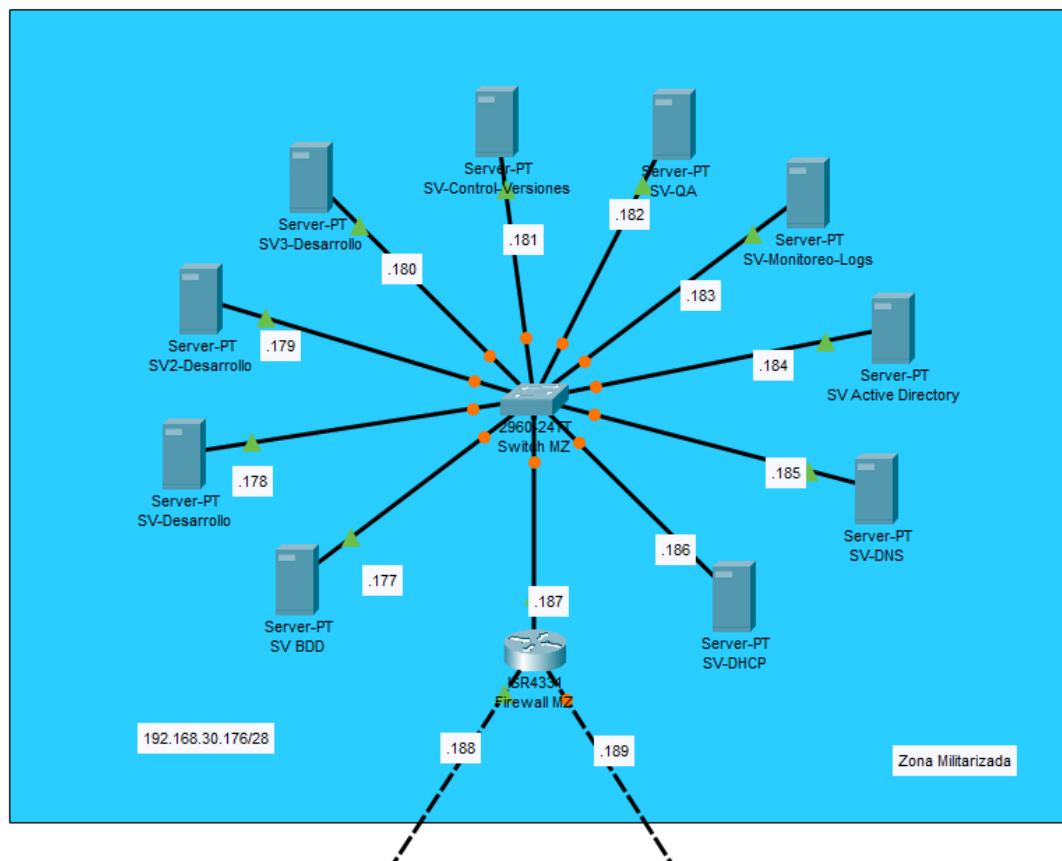 Server-PT
SV-Control-Versiones
Server-PT
SV-QA
Server-PT
SV3-Desarrollo
Server-PT
SV-Monitoreo-Logs
.180
.181
.182
.183
Server-PT
SV2-Desarrollo
.179
.184
Server-PT
SV Active Directory
2960-24TT
Switch MZ
.178
.185
Server-PT
SV-Desarrollo
Server-PT
SV-DNS
.177
.186
.187
Server-PT
SV BDD
Server-PT
SV-DHCP
ISR4331
Firewall MZ
192.168.30.176/28
.188
.189
Zona Militarizada